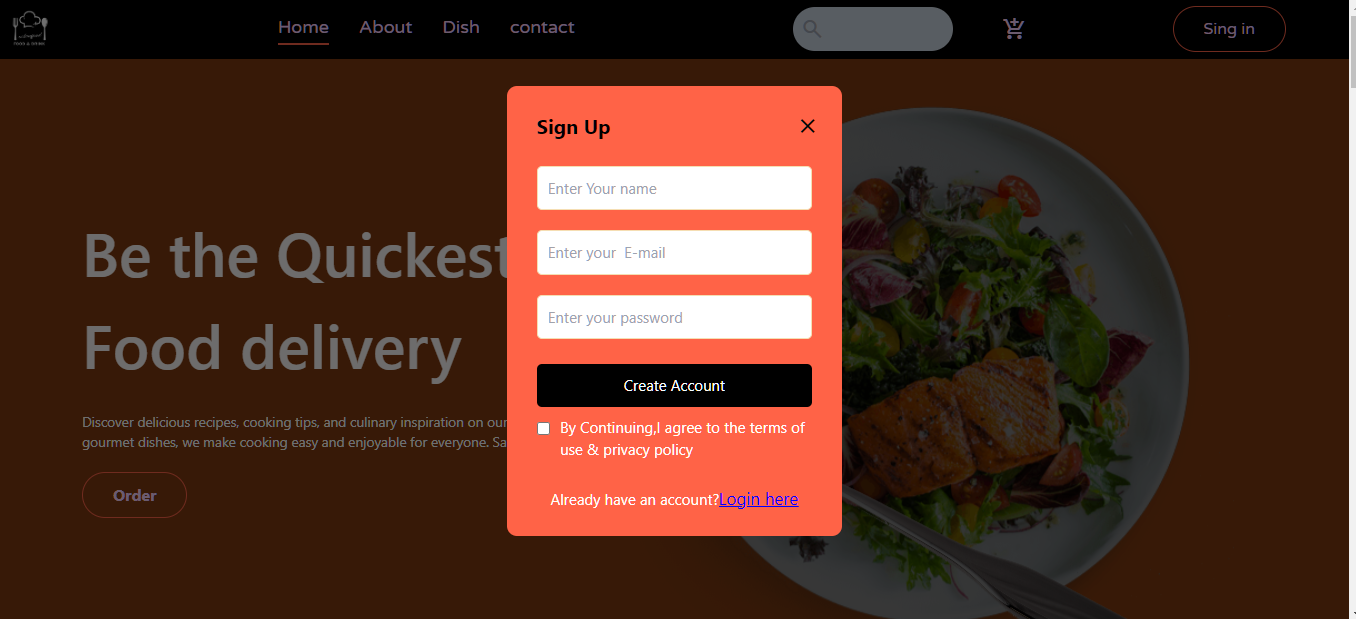 FOOD & DRINK
Home About Dish contact
Sing in
Sign Up
Enter Your name
Enter your  E-mail
Enter your password
Create Account
By Continuing,I agree to the terms of
use & privacy policy
Already have an account?Login here
Be the Quickest
Food delivery
Discover delicious recipes, cooking tips, and culinary inspiration on our
gourmet dishes, we make cooking easy and enjoyable for everyone. Sa
Order